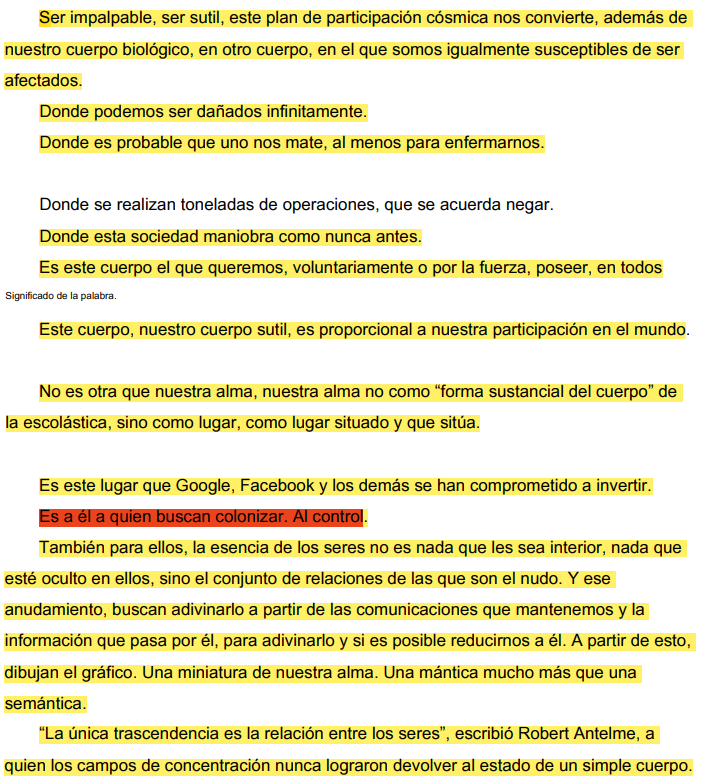 Ser impalpable, ser sutil, este plan de participación cósmica nos convierte, además de
nuestro cuerpo biológico, en otro cuerpo, en el que somos igualmente susceptibles de ser
afectados.
Donde podemos ser dañados infinitamente.
Donde es probable que uno nos mate, al menos para enfermarnos.
Donde se realizan toneladas de operaciones, que se acuerda negar.
Donde esta sociedad maniobra como nunca antes.
Es este cuerpo el que queremos, voluntariamente o por la fuerza, poseer, en todos
Significado de la palabra.
Este cuerpo, nuestro cuerpo sutil, es proporcional a nuestra participación en el mundo.
No es otra que nuestra alma, nuestra alma no como “forma sustancial del cuerpo” de
la escolástica, sino como lugar, como lugar situado y que sitúa.
Es este lugar que Google, Facebook y los demás se han comprometido a invertir.
Es a él a quien buscan colonizar. Al control.
También para ellos, la esencia de los seres no es nada que les sea interior, nada que
esté oculto en ellos, sino el conjunto de relaciones de las que son el nudo. Y ese
anudamiento, buscan adivinarlo a partir de las comunicaciones que mantenemos y la
información que pasa por él, para adivinarlo y si es posible reducirnos a él. A partir de esto,
dibujan el gráfico. Una miniatura de nuestra alma. Una mántica mucho más que una
semántica.
“La única trascendencia es la relación entre los seres”, escribió Robert Antelme, a
quien los campos de concentración nunca lograron devolver al estado de un simple cuerpo.